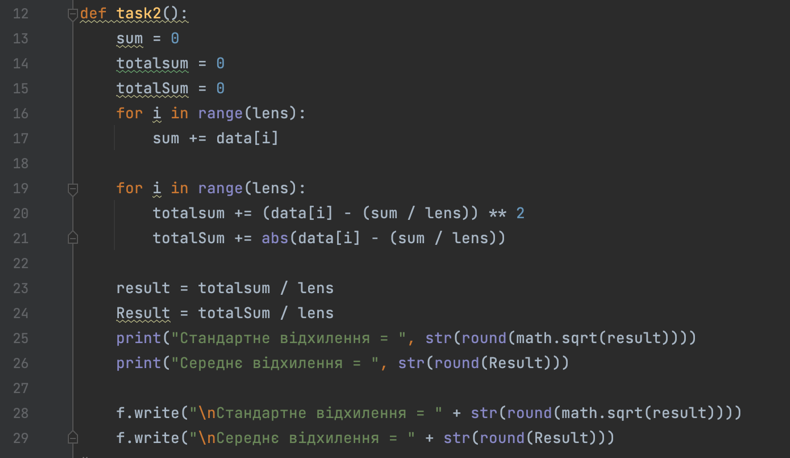 12 def task2():
13     sum = 0
14     totalsum = 0
15     totalSum = 0
16     for i in range(lens):
17         sum += data[i]
18
19     for i in range(lens):
20         totalsum += (data[i] - (sum / lens)) ** 2
21         totalSum += abs(data[i] - (sum / lens))
22
23     result = totalsum / lens
24     Result = totalSum / lens
25     print("Стандартне відхилення = ", str(round(math.sqrt(result))))
26     print("Середнє відхилення = ", str(round(Result)))
27
28     f.write("\nСтандартне відхилення = " + str(round(math.sqrt(result))))
29     f.write("\nСереднє відхилення = " + str(round(Result)))